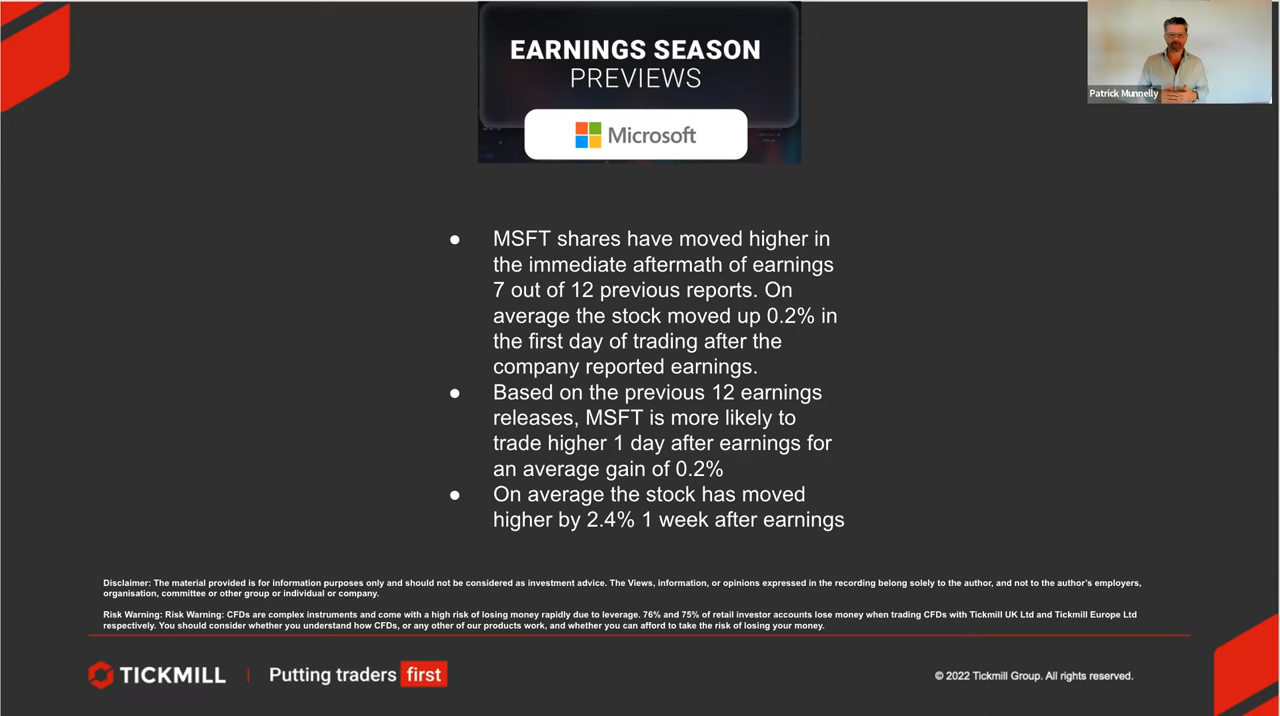 EARNINGS SEASON
PREVIEWS
Microsoft
Patrick Munnelly
● MSFT shares have moved higher in
the immediate aftermath of earnings
7 out of 12 previous reports. On
average the stock moved up 0.2% in
the first day of trading after the
company reported earnings.
● Based on the previous 12 earnings
releases, MSFT is more likely to
trade higher 1 day after earnings for
an average gain of 0.2%
● On average the stock has moved
higher by 2.4% 1 week after earnings
Disclaimer: The material provided is for information purposes only and should not be considered as investment advice. The Views, information, or opinions expressed in the recording belong solely to the author, and not to the author's employers,
organisation, committee or other group or individual or company.
Risk Warning: Risk Warning: CFDs are complex instruments and come with a high risk of losing money rapidly due to leverage. 76% and 75% of retail investor accounts lose money when trading CFDs with Tickmill UK Ltd and Tickmill Europe Ltd
respectively. You should consider whether you understand how CFDs, or any other of our products work, and whether you can afford to take the risk of losing your money.
TICKMILL | Putting traders first
© 2022 Tickmill Group. All rights reserved.